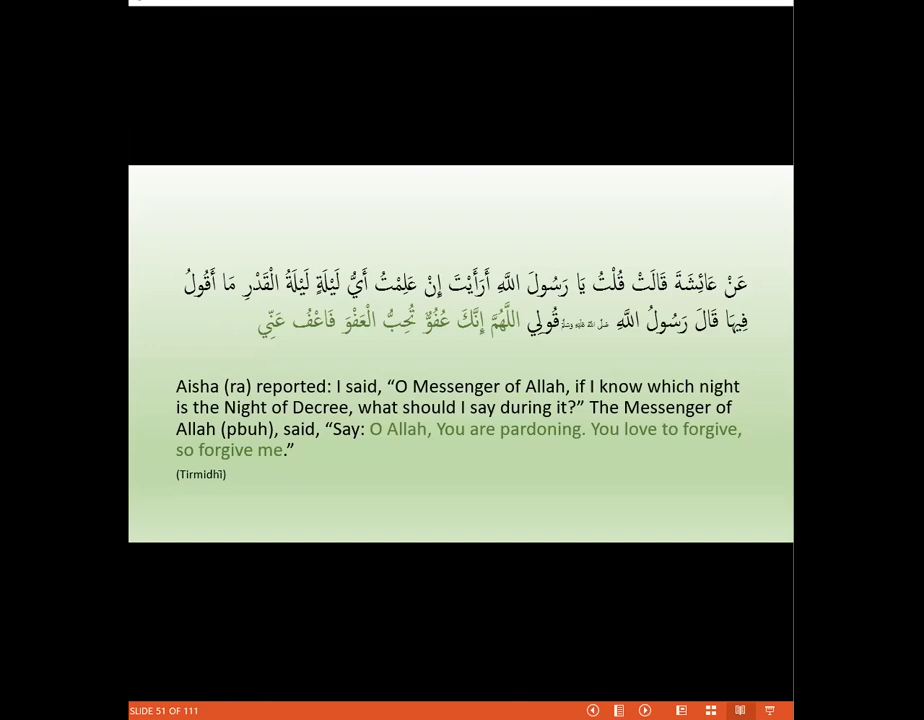 عَنْ عَائِشَةَ قَالَتْ قُلْتُ يَا رَسُولَ اللَّهِ أَرَأَيْتَ إِنْ عَلِمْتُ أَيُّ لَيْلَةٍ لَيْلَةُ الْقَدْرِ مَا أَقُولُ
فِيهَا قَالَ رَسُولُ اللَّهِ صَلَّى اللَّهُ عَلَيْهِ وَسَلَّمَ قُولِي اللَّهُمَّ إِنَّكَ عُفُوٌّ تُحِبُّ الْعَفْوَ فَاعْفُ عَنِّي
Aisha (ra) reported: I said, “O Messenger of Allah, if I know which night
is the Night of Decree, what should I say during it?” The Messenger of
Allah (pbuh), said, “Say: O Allah, You are pardoning. You love to forgive,
so forgive me.”
(Tirmidhī)
SLIDE 51 OF 111